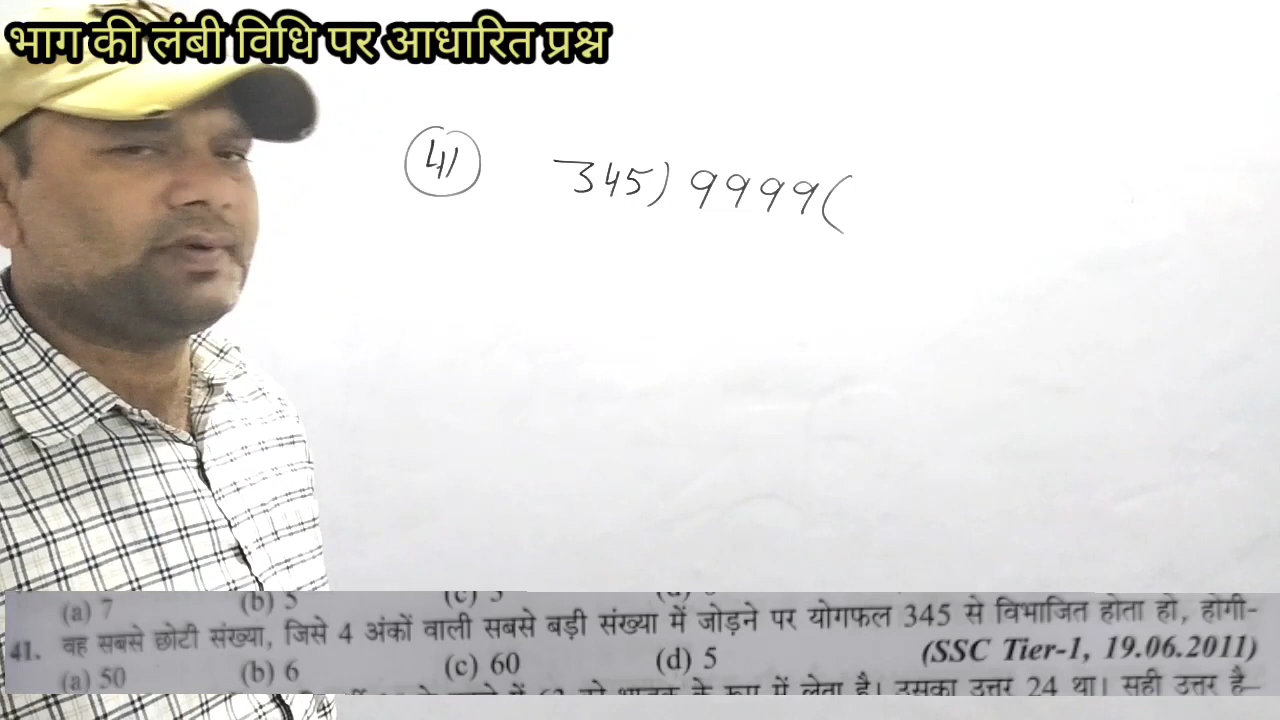 भाग की लंबी विधि पर आधारित प्रश्न
41 345) 9999(
(a) 7 (b) 5
41. वह सबसे छोटी संख्या, जिसे 4 अंकों वाली सबसे बड़ी संख्या में जोड़ने पर योगफल 345 से विभाजित होता हो, होगी-
(SSC Tier-1, 19.06.2011)
(a) 50 (b) 6 (c) 60 (d) 5
के रूप में लेता है। उसका उत्तर 24 था। सही उत्तर है–